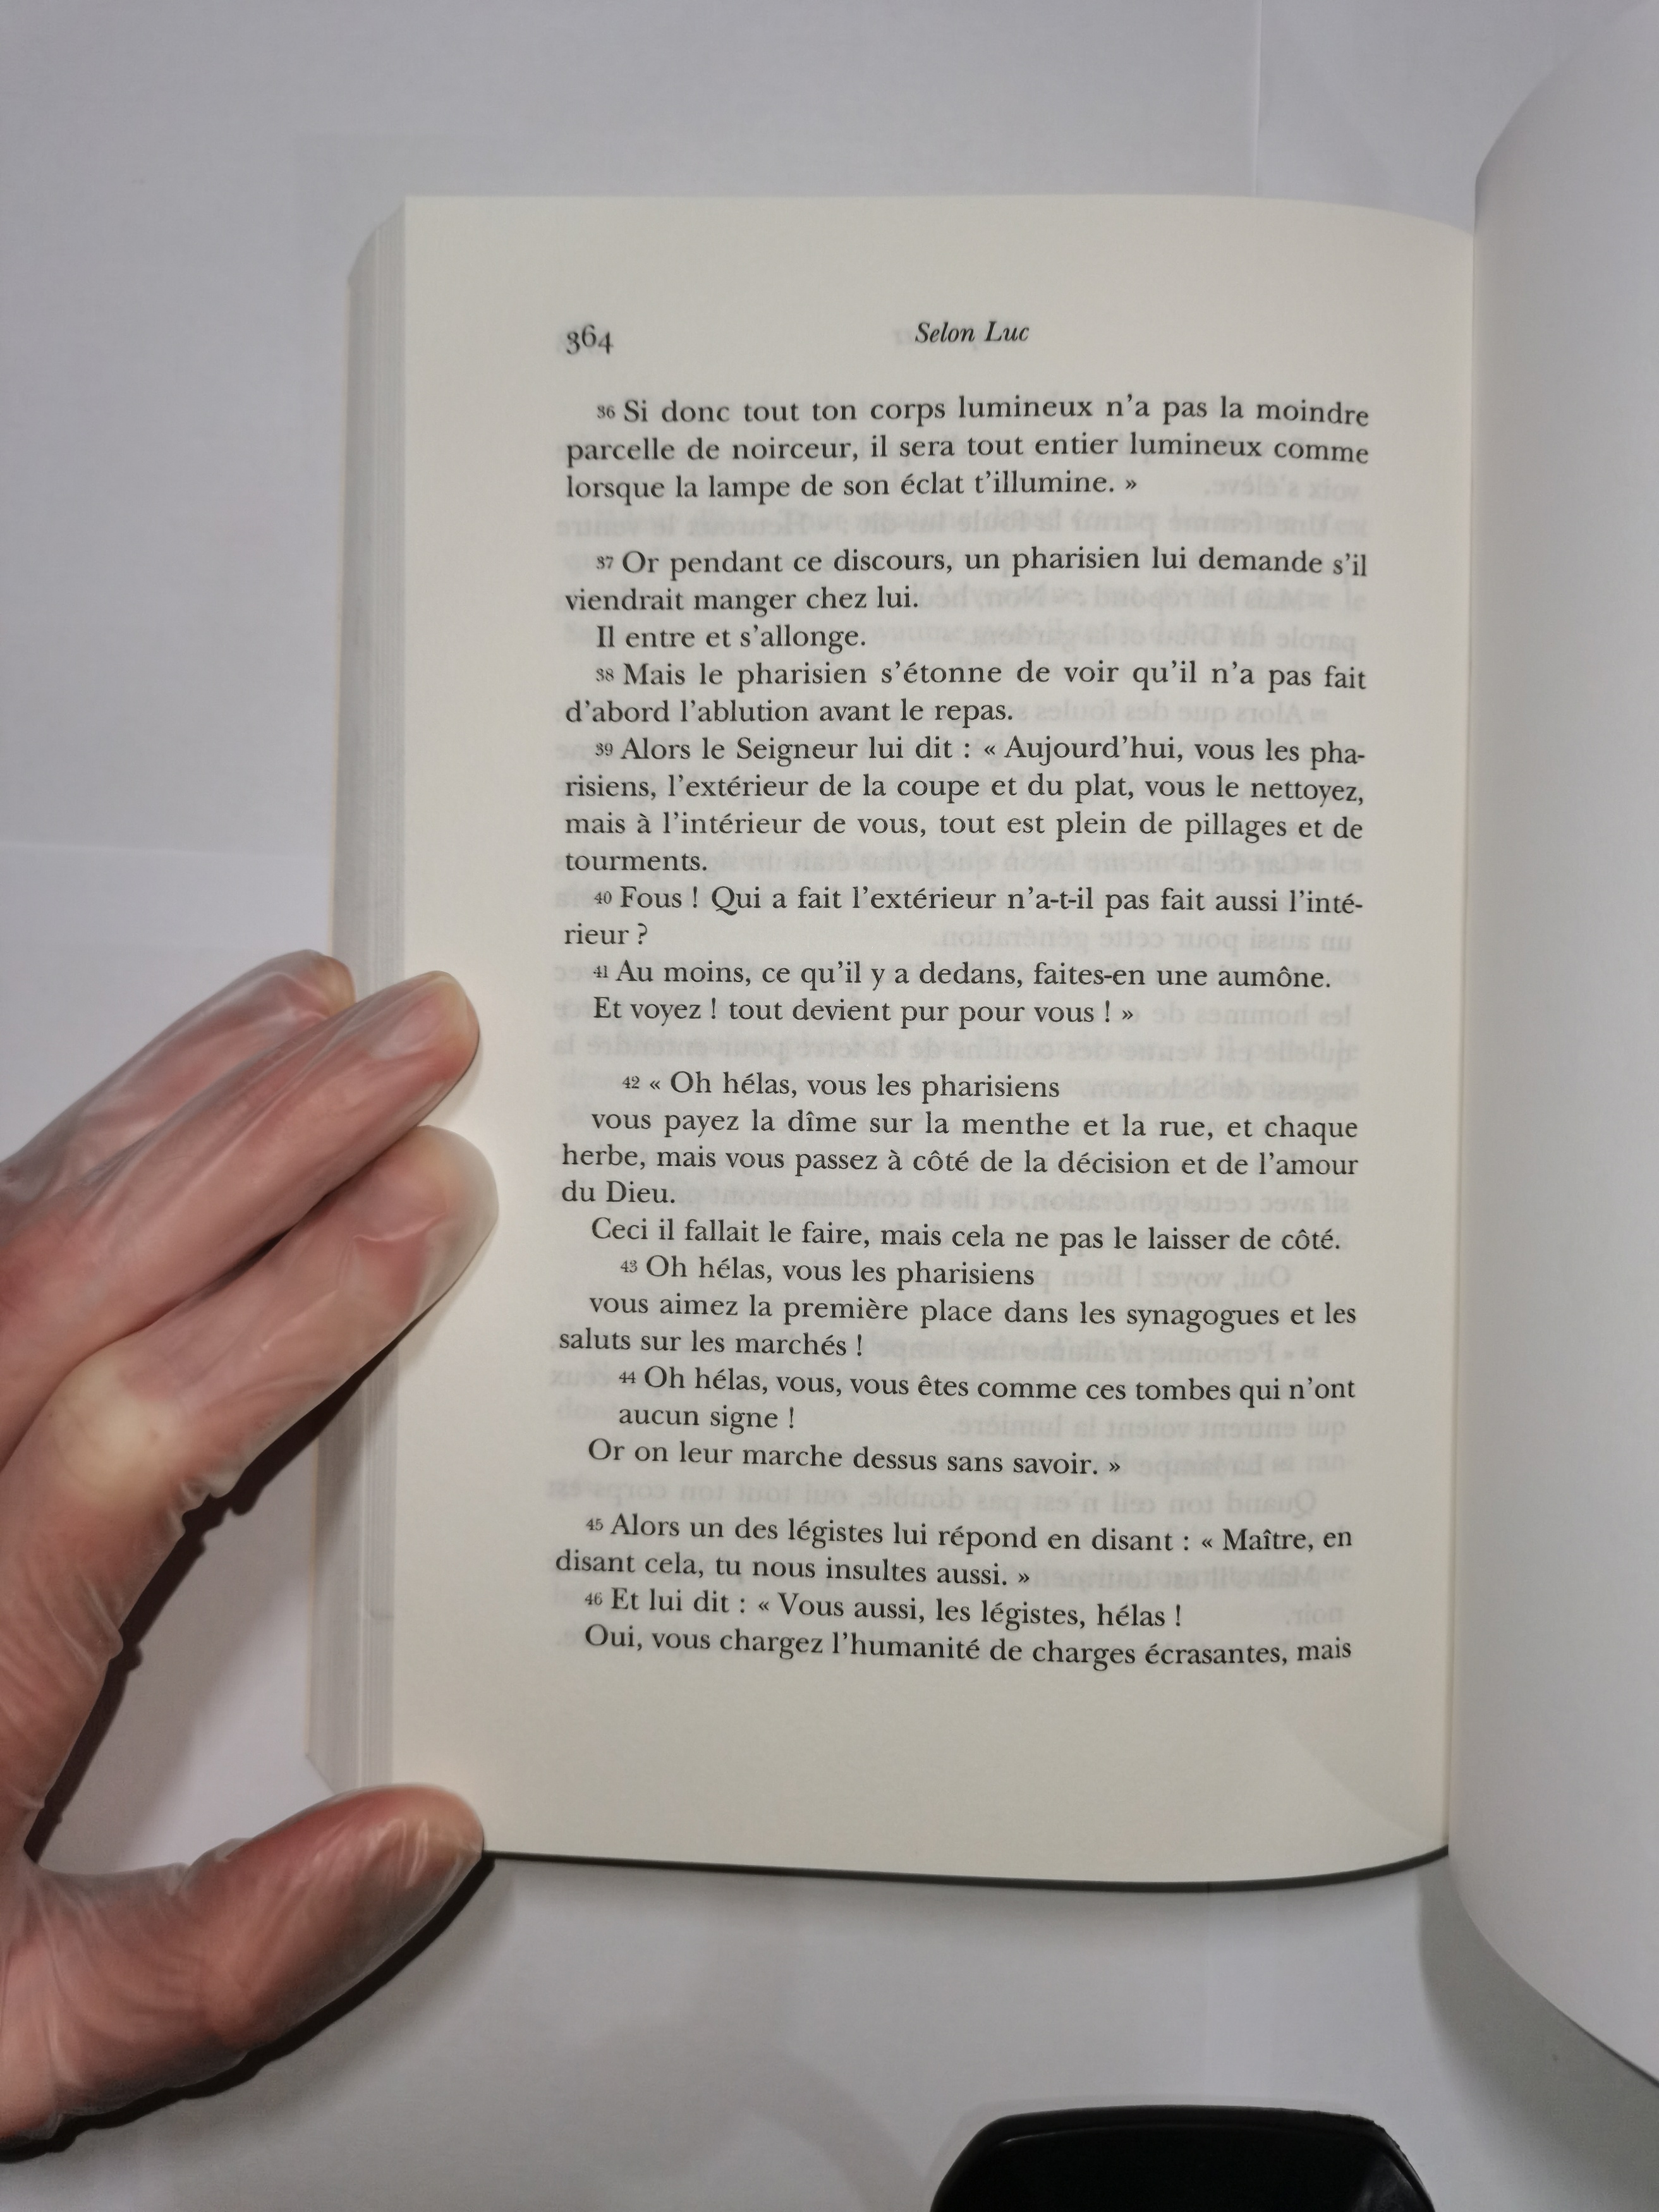 364
Selon Luc
36 Si donc tout ton corps lumineux n'a pas la moindre
parcelle de noirceur, il sera tout entier lumineux comme
lorsque la lampe de son éclat t'illumine. »
37 Or pendant ce discours, un pharisien lui demande s'il
viendrait manger chez lui.
Il entre et s'allonge.
38 Mais le pharisien s'étonne de voir qu'il n'a pas fait
d'abord l'ablution avant le repas.
39 Alors le Seigneur lui dit : « Aujourd'hui, vous les pha-
risiens, l'extérieur de la coupe et du plat, vous le nettoyez,
mais à l'intérieur de vous, tout est plein de pillages et de
tourments.
40 Fous ! Qui a fait l'extérieur n'a-t-il pas fait aussi l'inté-
rieur ?
41 Au moins, ce qu'il y a dedans, faites-en une aumône.
Et voyez ! tout devient pur pour vous ! »
42 « Oh hélas, vous les pharisiens
vous payez la dîme sur la menthe et la rue, et chaque
herbe, mais vous passez à côté de la décision et de l'amour
du Dieu.
Ceci il fallait le faire, mais cela ne pas le laisser de côté.
43 Oh hélas, vous les pharisiens
vous aimez la première place dans les synagogues et les
saluts sur les marchés !
44 Oh hélas, vous, vous êtes comme ces tombes qui n'ont
aucun signe !
Or on leur marche dessus sans savoir. »
45 Alors un des légistes lui répond en disant : « Maître, en
disant cela, tu nous insultes aussi. »
46 Et lui dit : « Vous aussi, les légistes, hélas !
Oui, vous chargez l'humanité de charges écrasantes, mais